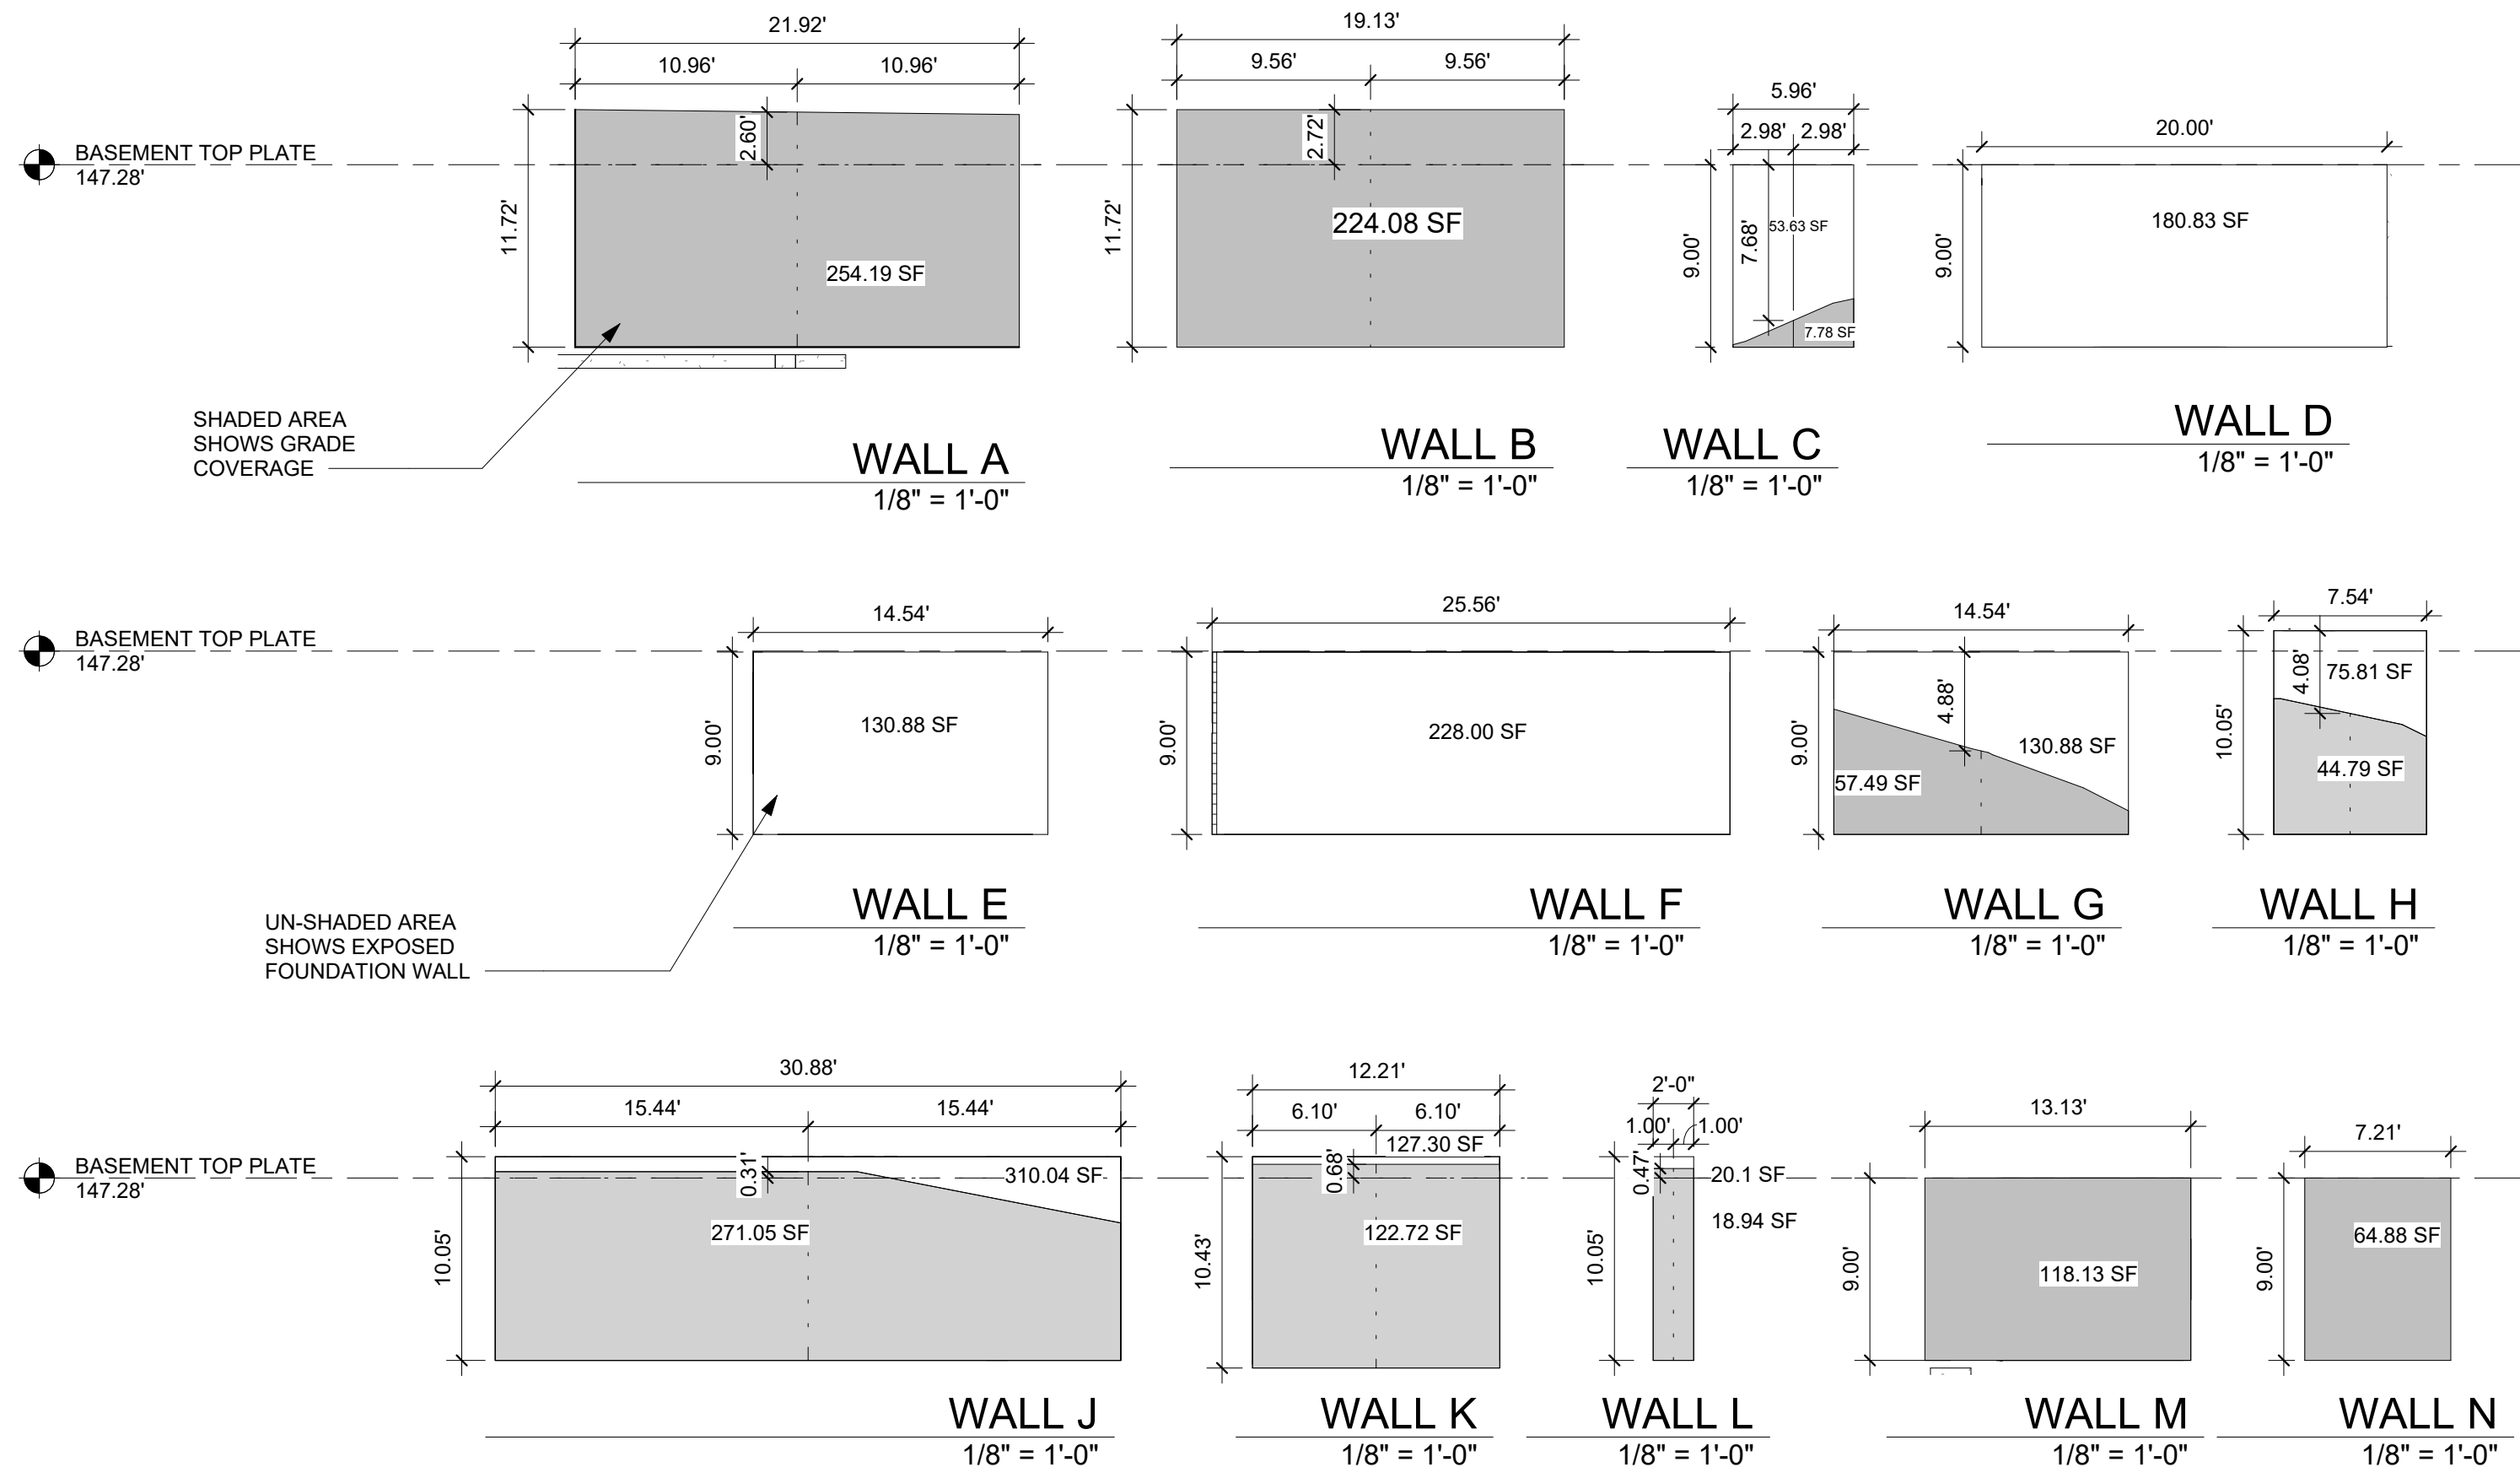 21.92'
10.96'
10.96'
2.60'
11.72'
254.19 SF
BASEMENT TOP PLATE
147.28'
SHADED AREA
SHOWS GRADE
COVERAGE
WALL A
1/8" = 1'-0"
19.13'
9.56'
9.56'
2.72'
11.72'
224.08 SF
WALL B
1/8" = 1'-0"
5.96'
2.98'
2.98'
9.00'
7.68'
53.63 SF
7.78 SF
WALL C
1/8" = 1'-0"
20.00'
9.00'
180.83 SF
WALL D
1/8" = 1'-0"
BASEMENT TOP PLATE
147.28'
14.54'
9.00'
130.88 SF
UN-SHADED AREA
SHOWS EXPOSED
FOUNDATION WALL
WALL E
1/8" = 1'-0"
25.56'
9.00'
228.00 SF
WALL F
1/8" = 1'-0"
14.54'
9.00'
4.88'
130.88 SF
57.49 SF
WALL G
1/8" = 1'-0"
7.54'
10.05'
4.08'
75.81 SF
44.79 SF
WALL H
1/8" = 1'-0"
BASEMENT TOP PLATE
147.28'
30.88'
15.44'
15.44'
10.05'
0.31'
310.04 SF
271.05 SF
WALL J
1/8" = 1'-0"
12.21'
6.10'
6.10'
127.30 SF
0.68'
10.43'
122.72 SF
WALL K
1/8" = 1'-0"
2'-0"
1.00'
1.00'
0.47'
10.05'
20.1 SF
18.94 SF
WALL L
1/8" = 1'-0"
13.13'
9.00'
118.13 SF
WALL M
1/8" = 1'-0"
7.21'
9.00'
64.88 SF
WALL N
1/8" = 1'-0"